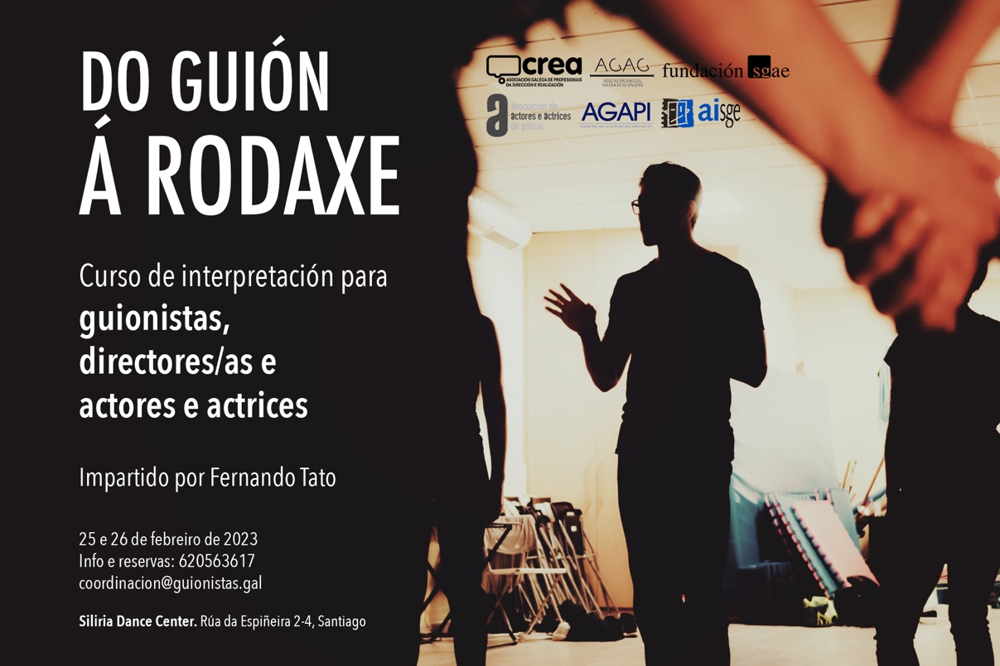 DO GUIÓN
Á RODAXE
Curso de interpretación para
guionistas,
directores/as e
actores e actrices
Impartido por Fernando Tato
25 e 26 de febreiro de 2023
Info e reservas: 620563617
coordinacion@guionistas.gal
Siliria Dance Center. Rúa da Espiñeira 2-4, Santiago
crea
ASOCIACIÓN GALEGA DE PROFESIONAIS
DA DIRECCIÓN E REALIZACIÓN
AGAG
ASOCIACIÓN SINDICAL
GALEGA DE GUIONISTAS
fundación sgae
a
asociación de
actores e actrices
de galicia
AGAPI
aisge